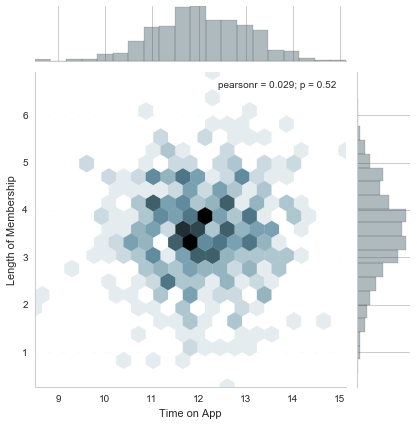 pearsonr = 0.029; p = 0.52
6
5
4
3
2
1
Length of Membership
9 10 11 12 13 14 15
Time on App